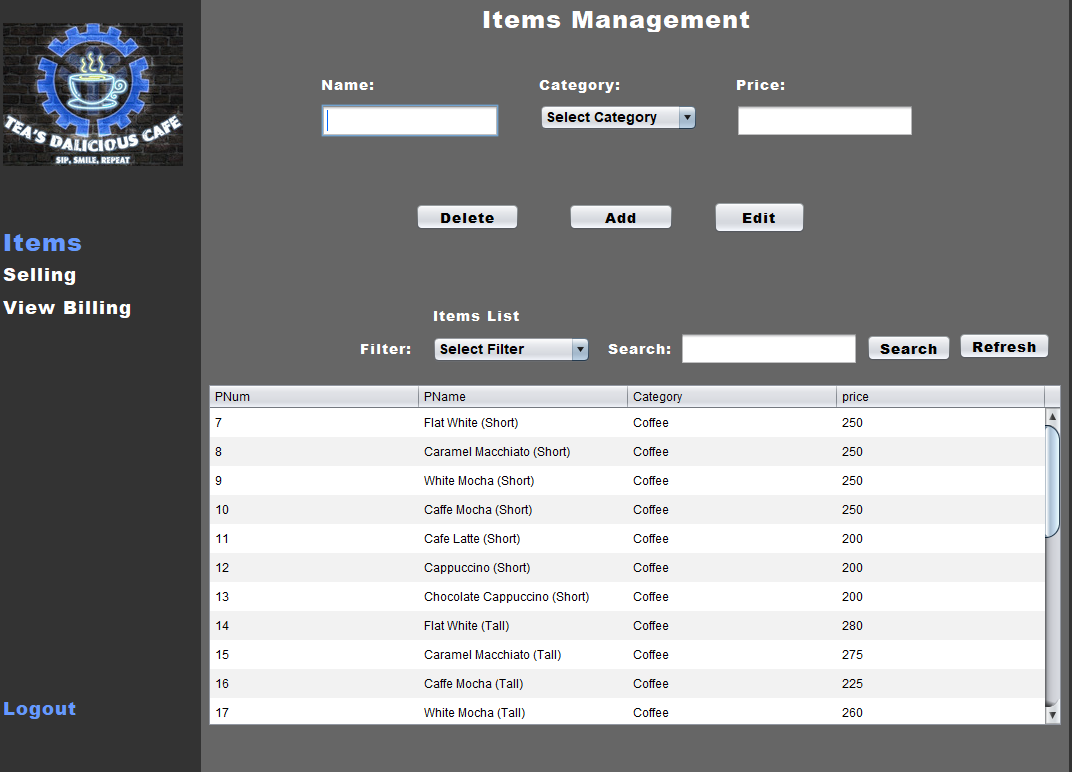 Items Management
TEA'S DALICIOUS CAFE
SIP, SMILE, REPEAT
Name: Category: Price:
Select Category
Delete Add Edit
Items
Selling
View Billing
Items List
Filter: Select Filter Search: Search Refresh
PNum PName Category price
7 Flat White (Short) Coffee 250
8 Caramel Macchiato (Short) Coffee 250
9 White Mocha (Short) Coffee 250
10 Caffe Mocha (Short) Coffee 250
11 Cafe Latte (Short) Coffee 200
12 Cappuccino (Short) Coffee 200
13 Chocolate Cappuccino (Short) Coffee 200
14 Flat White (Tall) Coffee 280
15 Caramel Macchiato (Tall) Coffee 275
16 Caffe Mocha (Tall) Coffee 225
17 White Mocha (Tall) Coffee 260
Logout